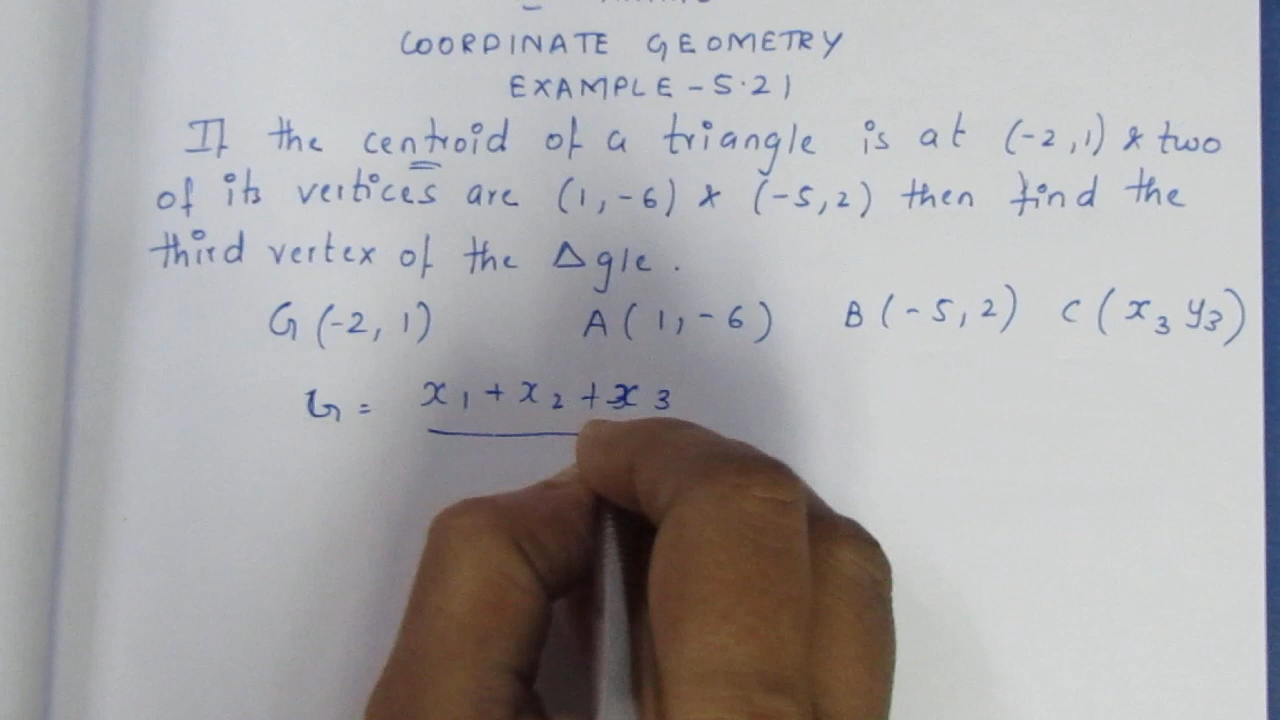 COORDINATE GEOMETRY
EXAMPLE - 5.21
If the centroid of a triangle is at (-2,1) & two
of its vertices are (1,-6) & (-5,2) then find the
third vertex of the Δgle.
G(-2,1) A(1,-6) B(-5,2) C(x₃ y₃)
G = x₁ + x₂ + x₃